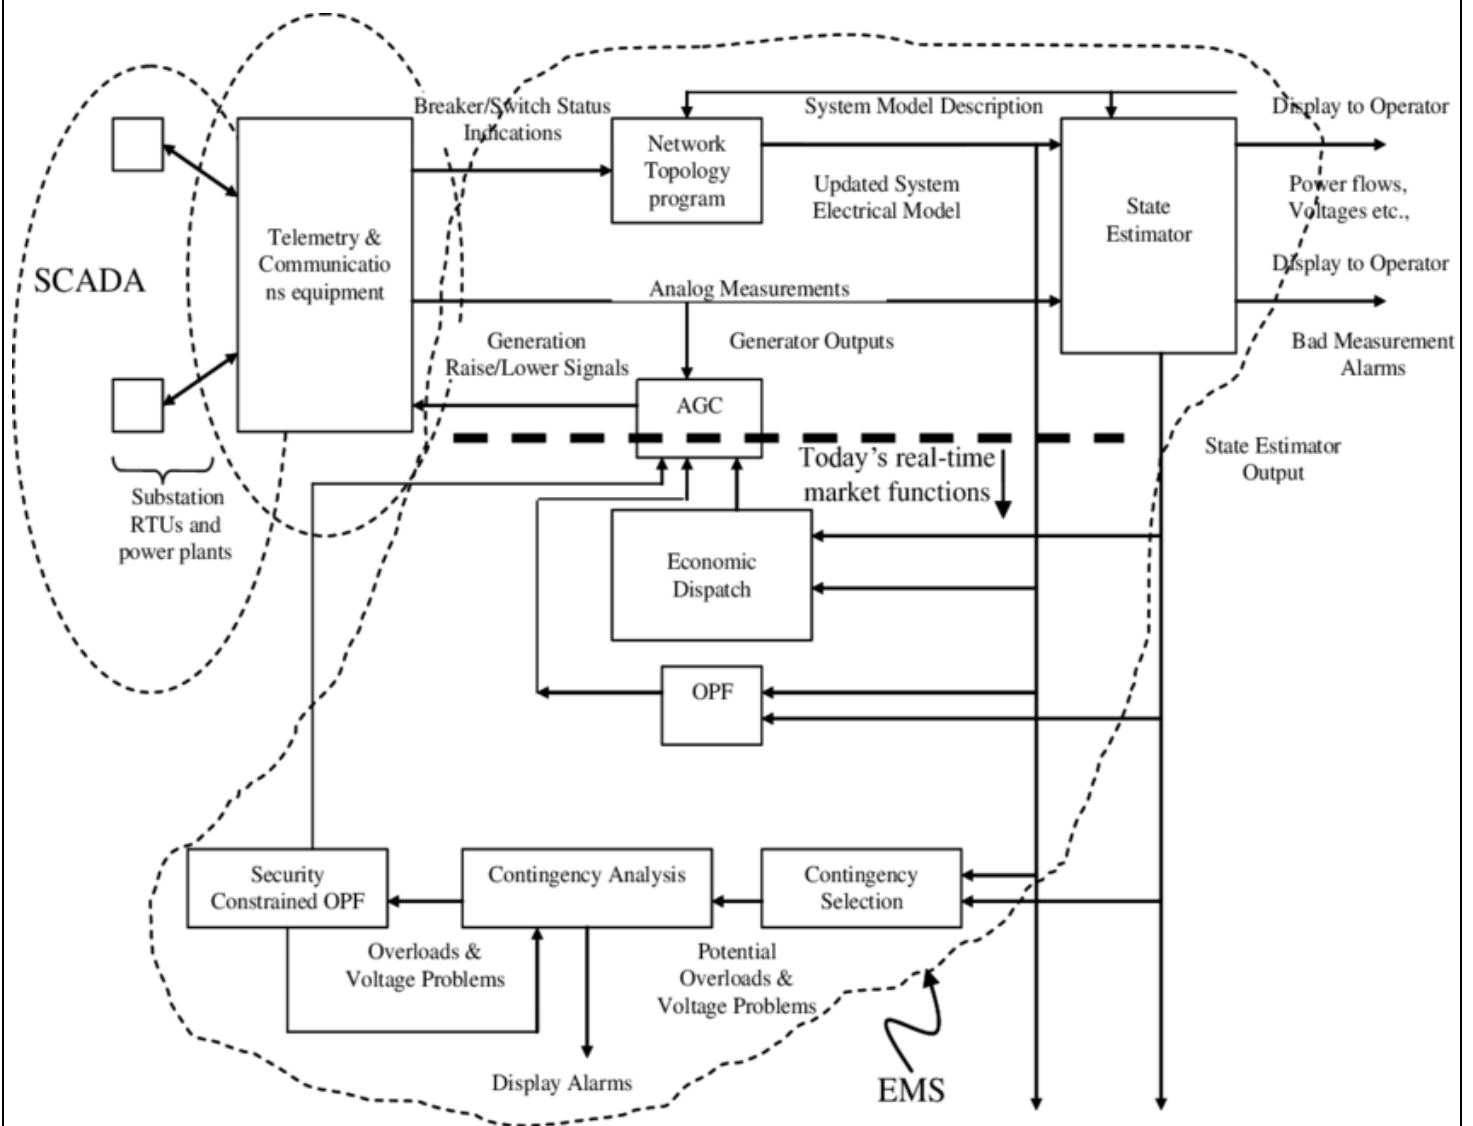 Breaker/Switch Status
Indications
System Model Description
Display to Operator
Network
Topology
program
Updated System
Electrical Model
State
Estimator
Power flows,
Voltages etc.,
Telemetry &
Communicatio
ns equipment
SCADA
Analog Measurements
Display to Operator
Generation
Raise/Lower Signals
Generator Outputs
Bad Measurement
Alarms
AGC
Today's real-time
market functions
State Estimator
Output
Substation
RTUs and
power plants
Economic
Dispatch
OPF
Security
Constrained OPF
Contingency Analysis
Contingency
Selection
Overloads &
Voltage Problems
Potential
Overloads &
Voltage Problems
Display Alarms
EMS